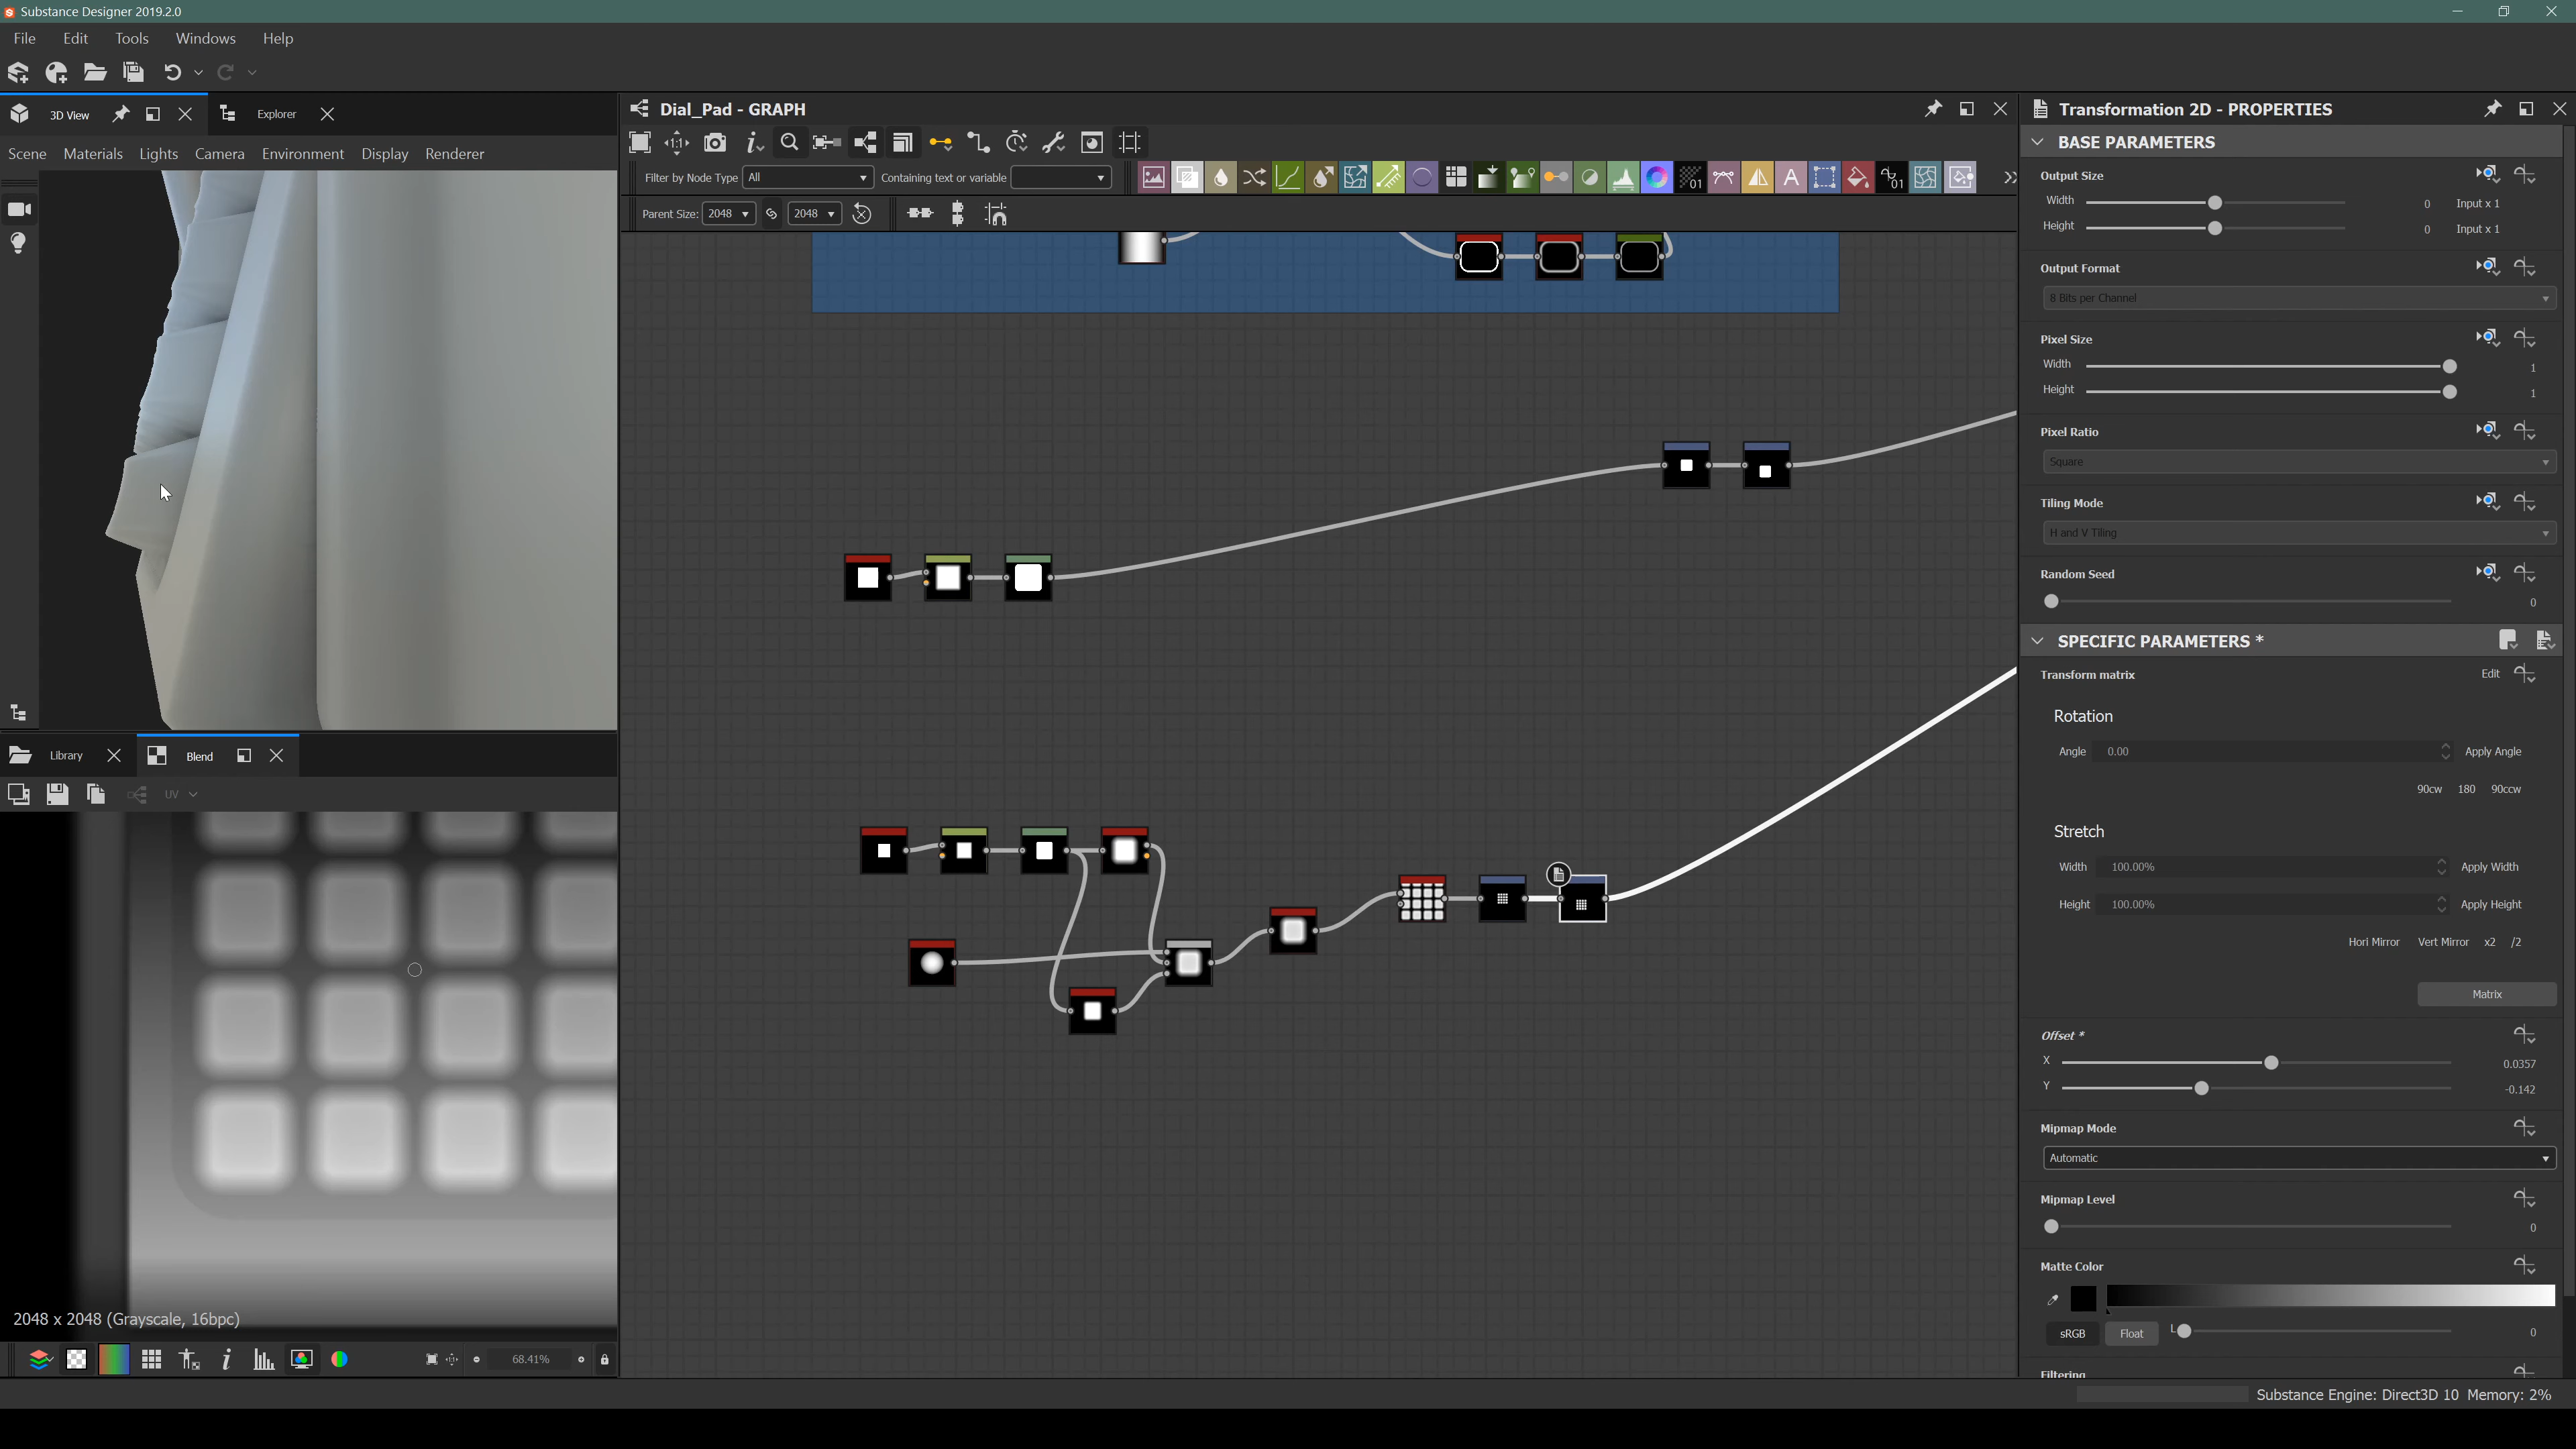 Substance Designer 2019.2.0
File Edit Tools Windows Help
3D View Explorer
Scene Materials Lights Camera Environment Display Renderer
Library Blend
UV
2048 x 2048 (Grayscale, 16bpc)
68.41%
Dial_Pad - GRAPH
1:1
Filter by Node Type All Containing text or variable
Parent Size: 2048 2048
Transformation 2D - PROPERTIES
BASE PARAMETERS
Output Size
Width 0 Input x 1
Height 0 Input x 1
Output Format
8 Bits per Channel
Pixel Size
Width 1
Height 1
Pixel Ratio
Square
Tiling Mode
H and V Tiling
Random Seed
0
SPECIFIC PARAMETERS *
Transform matrix Edit
Rotation
Angle 0.00 Apply Angle
90cw 180 90ccw
Stretch
Width 100.00% Apply Width
Height 100.00% Apply Height
Hori Mirror Vert Mirror x2 /2
Matrix
Offset *
X 0.0357
Y -0.142
Mipmap Mode
Automatic
Mipmap Level
0
Matte Color
sRGB Float L 0
Filtering
Substance Engine: Direct3D 10 Memory: 2%